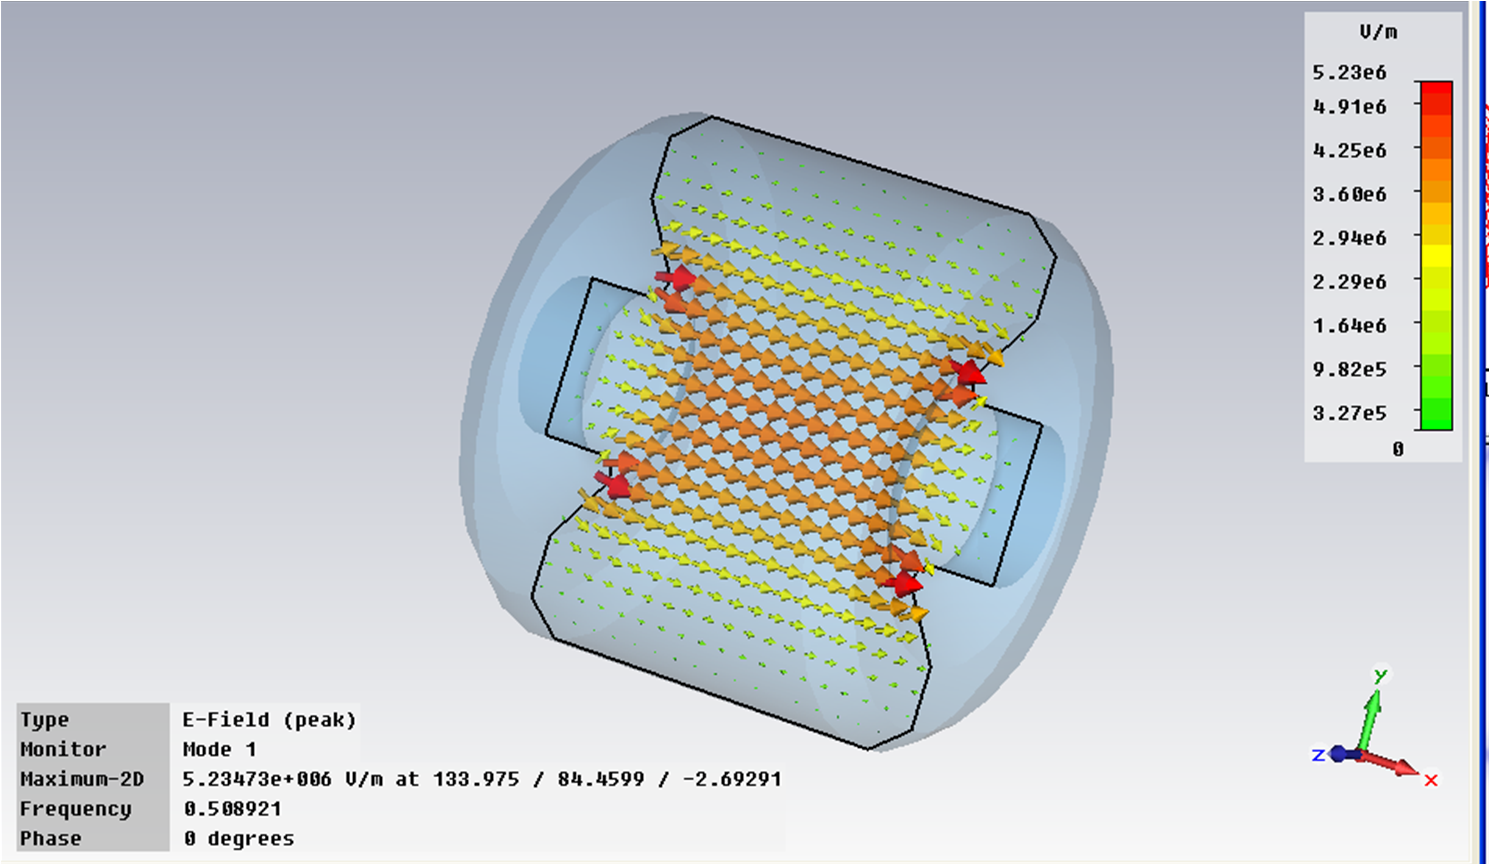 V/m
5.23e6
4.91e6
4.25e6
3.60e6
2.94e6
2.29e6
1.64e6
9.82e5
3.27e5
0
Type E-Field (peak)
Monitor Mode 1
Maximum-2D 5.23473e+006 V/m at 133.975 / 84.4599 / -2.69291
Frequency 0.508921
Phase 0 degrees
y
z
x